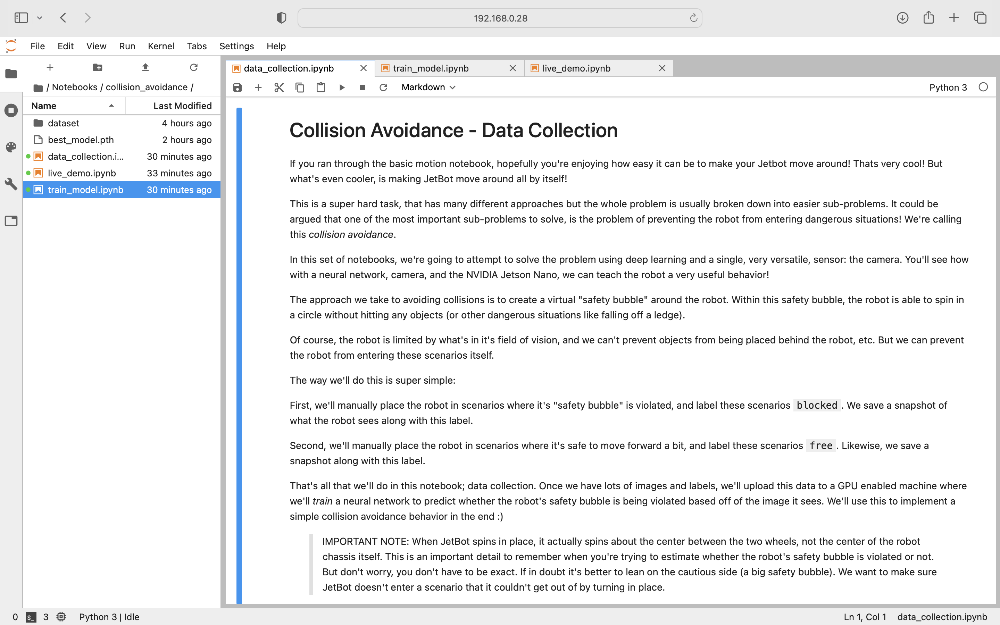 192.168.0.28
File Edit View Run Kernel Tabs Settings Help
/ Notebooks / collision_avoidance /
Name Last Modified
dataset 4 hours ago
best_model.pth 2 hours ago
data_collection.i... 30 minutes ago
live_demo.ipynb 33 minutes ago
train_model.ipynb 30 minutes ago
data_collection.ipynb train_model.ipynb live_demo.ipynb
Markdown Python 3
Collision Avoidance - Data Collection
If you ran through the basic motion notebook, hopefully you're enjoying how easy it can be to make your Jetbot move around! Thats very cool! But
what's even cooler, is making JetBot move around all by itself!
This is a super hard task, that has many different approaches but the whole problem is usually broken down into easier sub-problems. It could be
argued that one of the most important sub-problems to solve, is the problem of preventing the robot from entering dangerous situations! We're calling
this collision avoidance.
In this set of notebooks, we're going to attempt to solve the problem using deep learning and a single, very versatile, sensor: the camera. You'll see how
with a neural network, camera, and the NVIDIA Jetson Nano, we can teach the robot a very useful behavior!
The approach we take to avoiding collisions is to create a virtual "safety bubble" around the robot. Within this safety bubble, the robot is able to spin in
a circle without hitting any objects (or other dangerous situations like falling off a ledge).
Of course, the robot is limited by what's in it's field of vision, and we can't prevent objects from being placed behind the robot, etc. But we can prevent
the robot from entering these scenarios itself.
The way we'll do this is super simple:
First, we'll manually place the robot in scenarios where it's "safety bubble" is violated, and label these scenarios blocked . We save a snapshot of
what the robot sees along with this label.
Second, we'll manually place the robot in scenarios where it's safe to move forward a bit, and label these scenarios free . Likewise, we save a
snapshot along with this label.
That's all that we'll do in this notebook; data collection. Once we have lots of images and labels, we'll upload this data to a GPU enabled machine where
we'll train a neural network to predict whether the robot's safety bubble is being violated based off of the image it sees. We'll use this to implement a
simple collision avoidance behavior in the end :)
IMPORTANT NOTE: When JetBot spins in place, it actually spins about the center between the two wheels, not the center of the robot
chassis itself. This is an important detail to remember when you're trying to estimate whether the robot's safety bubble is violated or not.
But don't worry, you don't have to be exact. If in doubt it's better to lean on the cautious side (a big safety bubble). We want to make sure
JetBot doesn't enter a scenario that it couldn't get out of by turning in place.
0 $_ 3 Python 3 | Idle Ln 1, Col 1 data_collection.ipynb